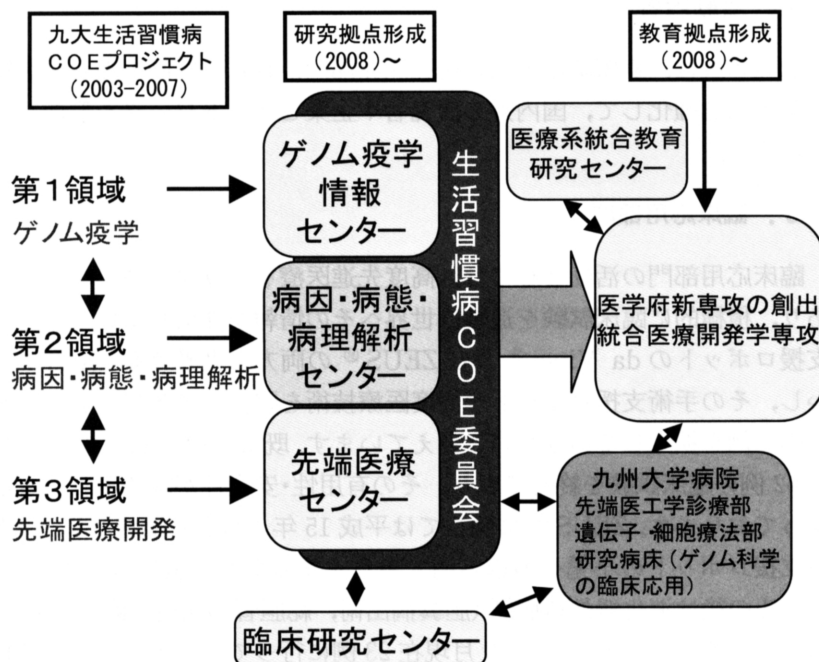 九大生活習慣病
COEプロジェクト
(2003-2007)
研究拠点形成
(2008)~
教育拠点形成
(2008)~
第1領域
ゲノム疫学
第2領域
病因・病態・病理解析
第3領域
先端医療開発
ゲノム疫学
情報
センター
病因・病態・
病理解析
センター
先端医療
センター
生活習慣病COE委員会
医療系統合教育
研究センター
医学府新専攻の創出
統合医療開発学専攻
九州大学病院
先端医工学診療部
遺伝子・細胞療法部
研究病床(ゲノム科学
の臨床応用)
臨床研究センター